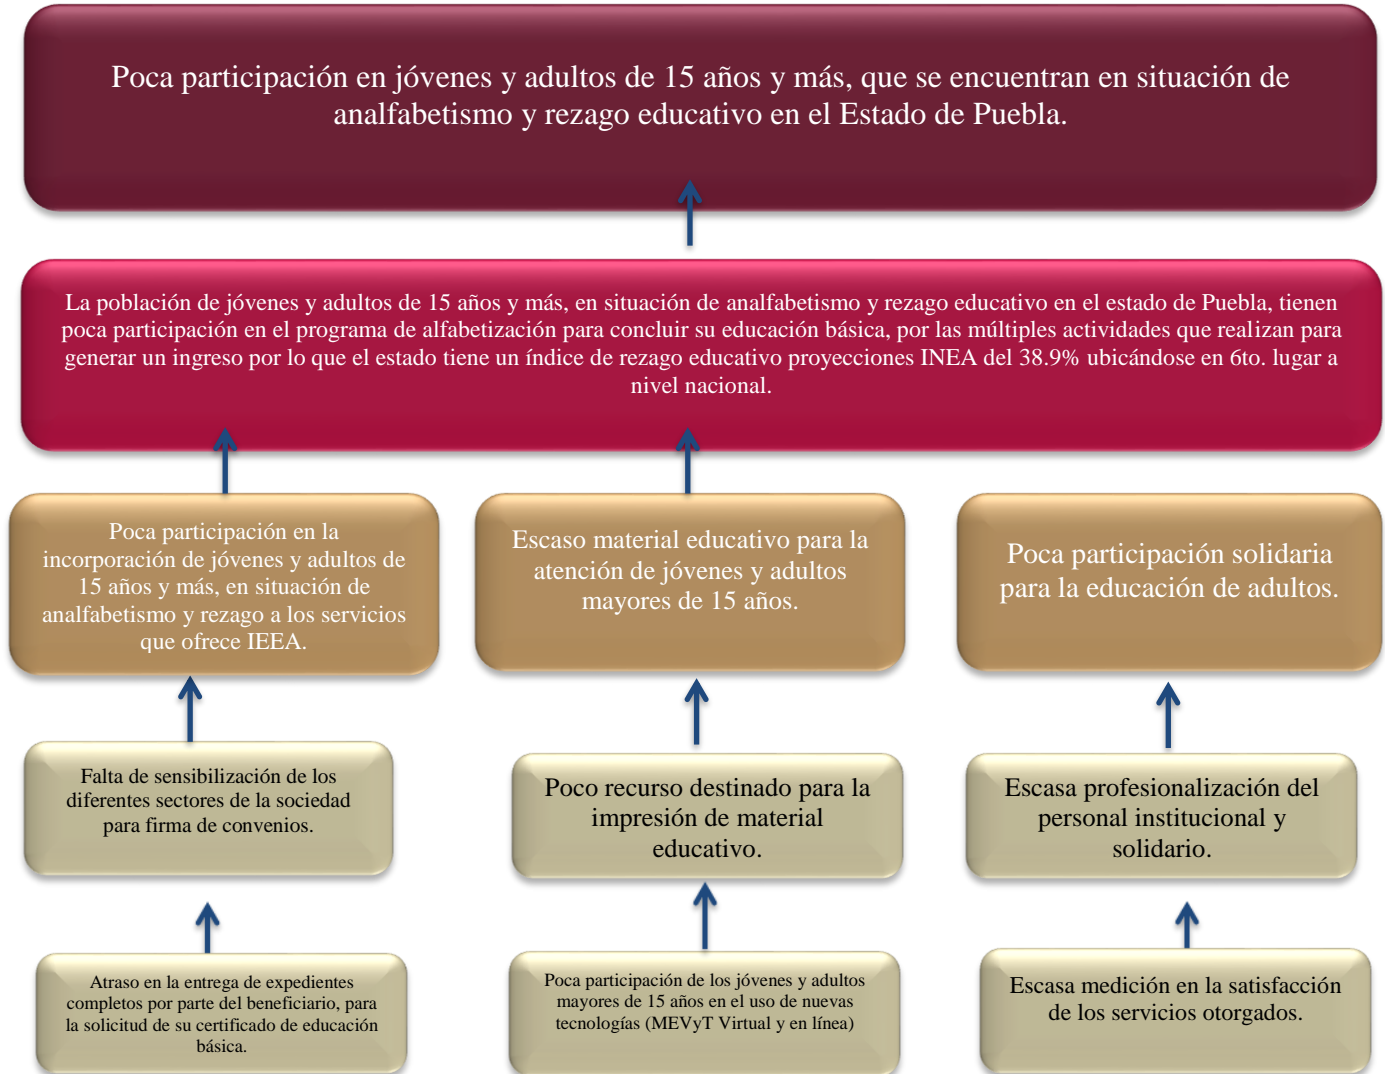 Poca participación en jóvenes y adultos de 15 años y más, que se encuentran en situación de
analfabetismo y rezago educativo en el Estado de Puebla.
La población de jóvenes y adultos de 15 años y más, en situación de analfabetismo y rezago educativo en el estado de Puebla, tienen
poca participación en el programa de alfabetización para concluir su educación básica, por las múltiples actividades que realizan para
generar un ingreso por lo que el estado tiene un índice de rezago educativo proyecciones INEA del 38.9% ubicándose en 6to. lugar a
nivel nacional.
Poca participación en la
incorporación de jóvenes y adultos de
15 años y más, en situación de
analfabetismo y rezago a los servicios
que ofrece IEEA.
Escaso material educativo para la
atención de jóvenes y adultos
mayores de 15 años.
Poca participación solidaria
para la educación de adultos.
Falta de sensibilización de los
diferentes sectores de la sociedad
para firma de convenios.
Poco recurso destinado para la
impresión de material
educativo.
Escasa profesionalización del
personal institucional y
solidario.
Atraso en la entrega de expedientes
completos por parte del beneficiario, para
la solicitud de su certificado de educación
básica.
Poca participación de los jóvenes y adultos
mayores de 15 años en el uso de nuevas
tecnologías (MEVyT Virtual y en línea)
Escasa medición en la satisfacción
de los servicios otorgados.